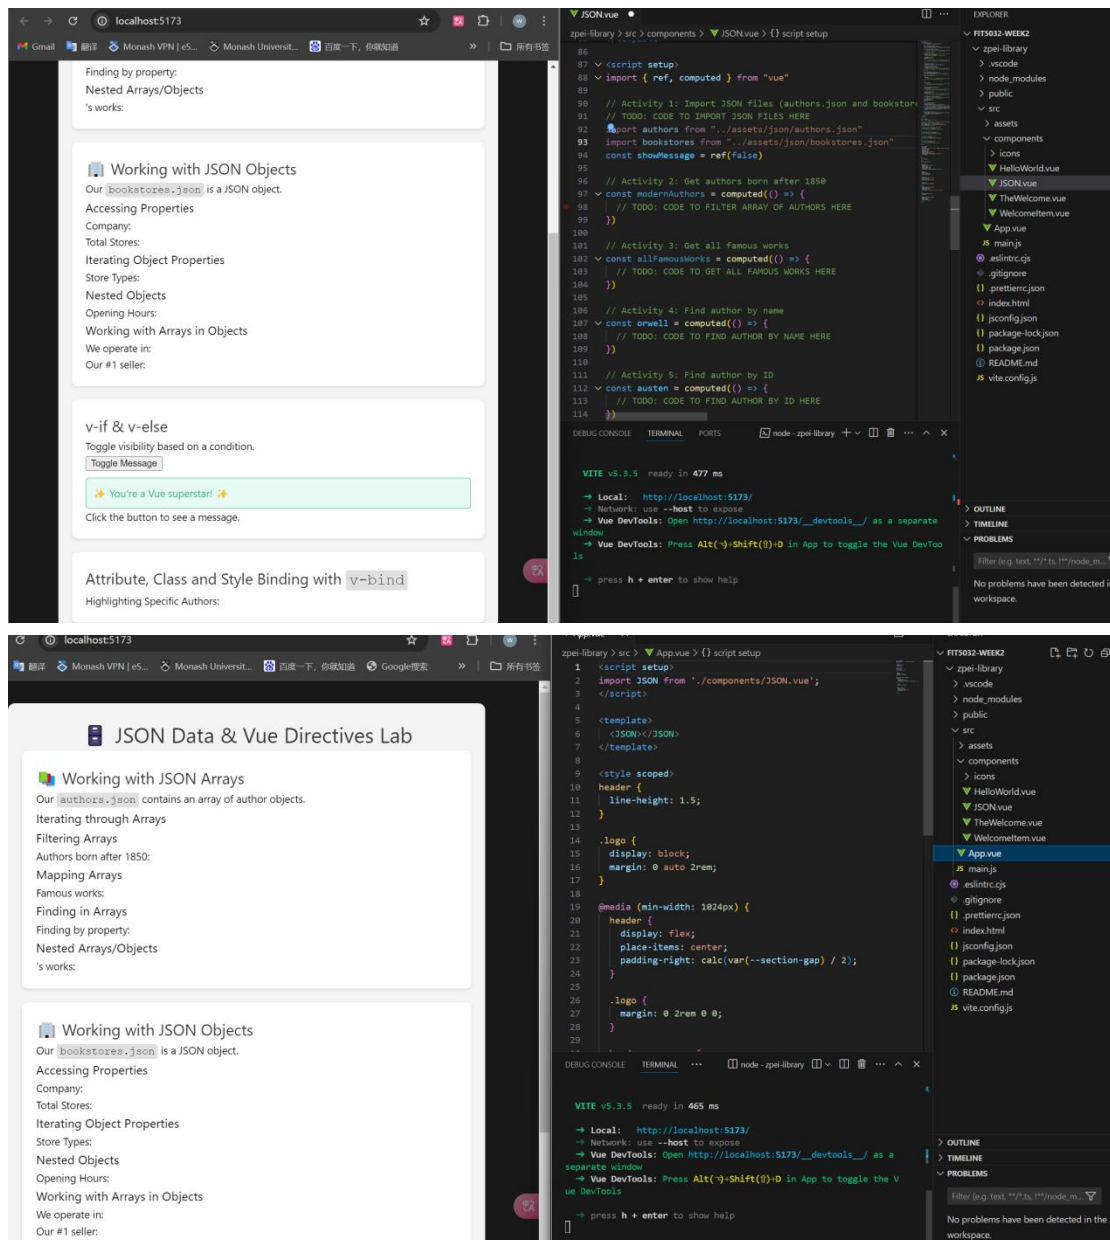 localhost:5173
Gmail 翻译 Monash VPN | eS... Monash Universit... 百度一下，你就知道 » 所有书签
Finding by property:
Nested Arrays/Objects
's works:
Working with JSON Objects
Our bookstores.json is a JSON object.
Accessing Properties
Company:
Total Stores:
Iterating Object Properties
Store Types:
Nested Objects
Opening Hours:
Working with Arrays in Objects
We operate in:
Our #1 seller:
v-if & v-else
Toggle visibility based on a condition.
Toggle Message
✨ You're a Vue superstar! ✨
Click the button to see a message.
Attribute, Class and Style Binding with v-bind
Highlighting Specific Authors:
JSON.vue
zpei-library > src > components > JSON.vue > {} script setup
86
87 <script setup>
88 import { ref, computed } from "vue"
89
90 // Activity 1: Import JSON files (authors.json and bookstor
91 // TODO: CODE TO IMPORT JSON FILES HERE
92 import authors from "../assets/json/authors.json"
93 import bookstores from "../assets/json/bookstores.json"
94 const showMessage = ref(false)
95
96 // Activity 2: Get authors born after 1850
97 const modernAuthors = computed(() => {
98 // TODO: CODE TO FILTER ARRAY OF AUTHORS HERE
99 })
100
101 // Activity 3: Get all famous works
102 const allFamousWorks = computed(() => {
103 // TODO: CODE TO GET ALL FAMOUS WORKS HERE
104 })
105
106 // Activity 4: Find author by name
107 const orwell = computed(() => {
108 // TODO: CODE TO FIND AUTHOR BY NAME HERE
109 })
110
111 // Activity 5: Find author by ID
112 const austen = computed(() => {
113 // TODO: CODE TO FIND AUTHOR BY ID HERE
114 })
DEBUG CONSOLE TERMINAL PORTS node - zpei-library
VITE v5.3.5 ready in 477 ms
➜ Local: http://localhost:5173/
➜ Network: use --host to expose
➜ Vue DevTools: Open http://localhost:5173/__devtools__/ as a separate
window
➜ Vue DevTools: Press Alt(⌥)+Shift(⇧)+D in App to toggle the Vue DevToo
ls
➜ press h + enter to show help
EXPLORER
FIT5032-WEEK2
zpei-library
.vscode
node_modules
public
src
assets
components
icons
HelloWorld.vue
JSON.vue
TheWelcome.vue
WelcomeItem.vue
App.vue
JS main.js
.eslintrc.cjs
.gitignore
{} .prettierrc.json
<> index.html
{} jsconfig.json
{} package-lock.json
{} package.json
README.md
JS vite.config.js
OUTLINE
TIMELINE
PROBLEMS
Filter (e.g. text, **/*.ts, !**/node_m...
No problems have been detected i
workspace.
localhost:5173
翻译 Monash VPN | eS... Monash Universit... 百度一下，你就知道 Google搜索 » 所有书签
JSON Data & Vue Directives Lab
Working with JSON Arrays
Our authors.json contains an array of author objects.
Iterating through Arrays
Filtering Arrays
Authors born after 1850:
Mapping Arrays
Famous works:
Finding in Arrays
Finding by property:
Nested Arrays/Objects
's works:
Working with JSON Objects
Our bookstores.json is a JSON object.
Accessing Properties
Company:
Total Stores:
Iterating Object Properties
Store Types:
Nested Objects
Opening Hours:
Working with Arrays in Objects
We operate in:
Our #1 seller:
zpei-library > src > App.vue > {} script setup
1 <script setup>
2 import JSON from './components/JSON.vue';
3 </script>
4
5 <template>
6 <JSON></JSON>
7 </template>
8
9 <style scoped>
10 header {
11 line-height: 1.5;
12 }
13
14 .logo {
15 display: block;
16 margin: 0 auto 2rem;
17 }
18
19 @media (min-width: 1024px) {
20 header {
21 display: flex;
22 place-items: center;
23 padding-right: calc(var(--section-gap) / 2);
24 }
25
26 .logo {
27 margin: 0 2rem 0 0;
28 }
29
DEBUG CONSOLE TERMINAL ... node - zpei-library
VITE v5.3.5 ready in 465 ms
➜ Local: http://localhost:5173/
➜ Network: use --host to expose
➜ Vue DevTools: Open http://localhost:5173/__devtools__/ as a
separate window
➜ Vue DevTools: Press Alt(⌥)+Shift(⇧)+D in App to toggle the V
ue DevTools
➜ press h + enter to show help
FIT5032-WEEK2
zpei-library
.vscode
node_modules
public
src
assets
components
icons
HelloWorld.vue
JSON.vue
TheWelcome.vue
WelcomeItem.vue
App.vue
JS main.js
.eslintrc.cjs
.gitignore
{} .prettierrc.json
<> index.html
{} jsconfig.json
{} package-lock.json
{} package.json
README.md
JS vite.config.js
OUTLINE
TIMELINE
PROBLEMS
Filter (e.g. text, **/*.ts, !**/node_m...
No problems have been detected in the
workspace.